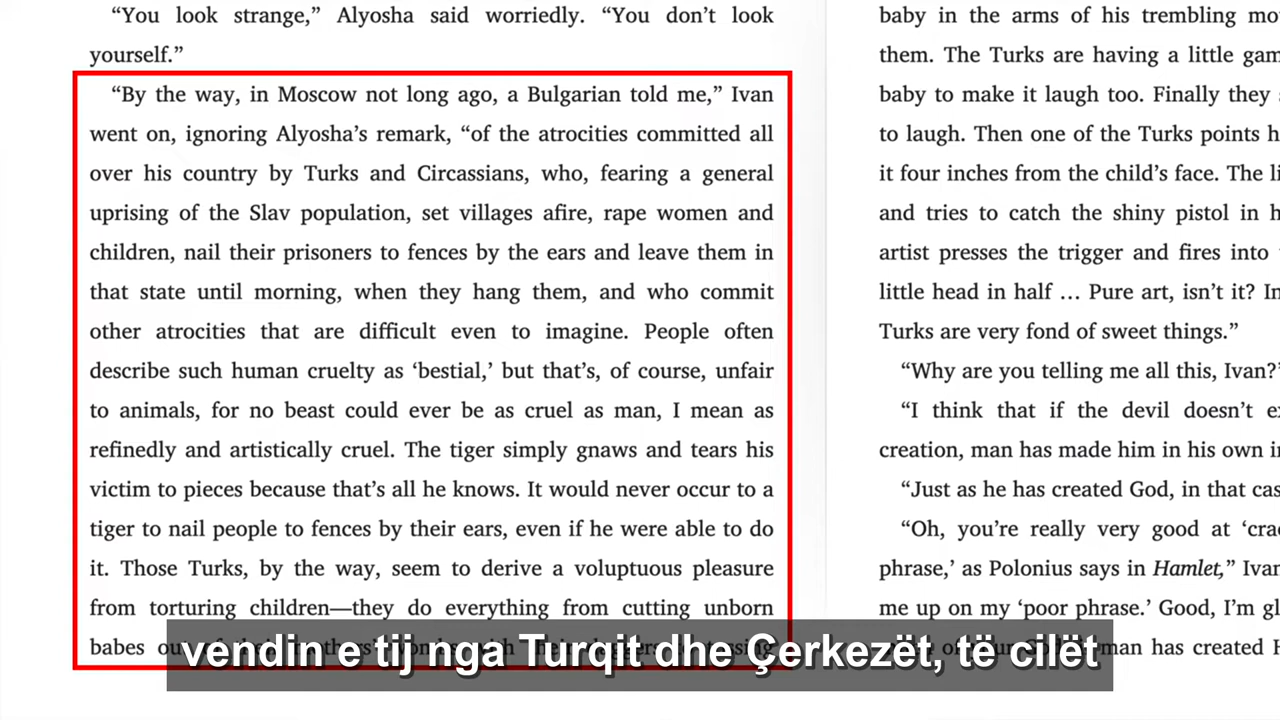 “You look strange,” Alyosha said worriedly. “You don’t look
yourself.”
“By the way, in Moscow not long ago, a Bulgarian told me,” Ivan
went on, ignoring Alyosha’s remark, “of the atrocities committed all
over his country by Turks and Circassians, who, fearing a general
uprising of the Slav population, set villages afire, rape women and
children, nail their prisoners to fences by the ears and leave them in
that state until morning, when they hang them, and who commit
other atrocities that are difficult even to imagine. People often
describe such human cruelty as ‘bestial,’ but that’s, of course, unfair
to animals, for no beast could ever be as cruel as man, I mean as
refinedly and artistically cruel. The tiger simply gnaws and tears his
victim to pieces because that’s all he knows. It would never occur to a
tiger to nail people to fences by their ears, even if he were able to do
it. Those Turks, by the way, seem to derive a voluptuous pleasure
from torturing children—they do everything from cutting unborn
babes
baby in the arms of his trembling
them. The Turks are having a little
baby to make it laugh too. Finally they
to laugh. Then one of the Turks points
it four inches from the child’s face. The
and tries to catch the shiny pistol in
artist presses the trigger and fires into
little head in half … Pure art, isn’t it?
Turks are very fond of sweet things.”
“Why are you telling me all this, Ivan?”
“I think that if the devil doesn’t
creation, man has made him in his own
“Just as he has created God, in that
“Oh, you’re really very good at
phrase,’ as Polonius says in Hamlet,” Ivan
me up on my ‘poor phrase.’ Good, I’m
man has created
vendin e tij nga Turqit dhe Çerkezët, të cilët